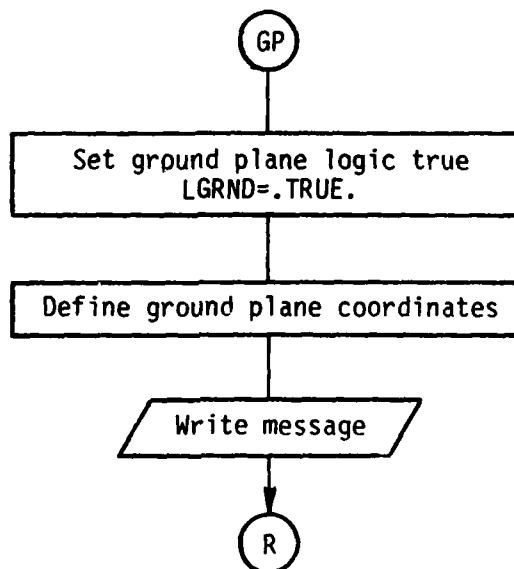 GP
Set ground plane logic true
LGRND=.TRUE.
Define ground plane coordinates
Write message
R